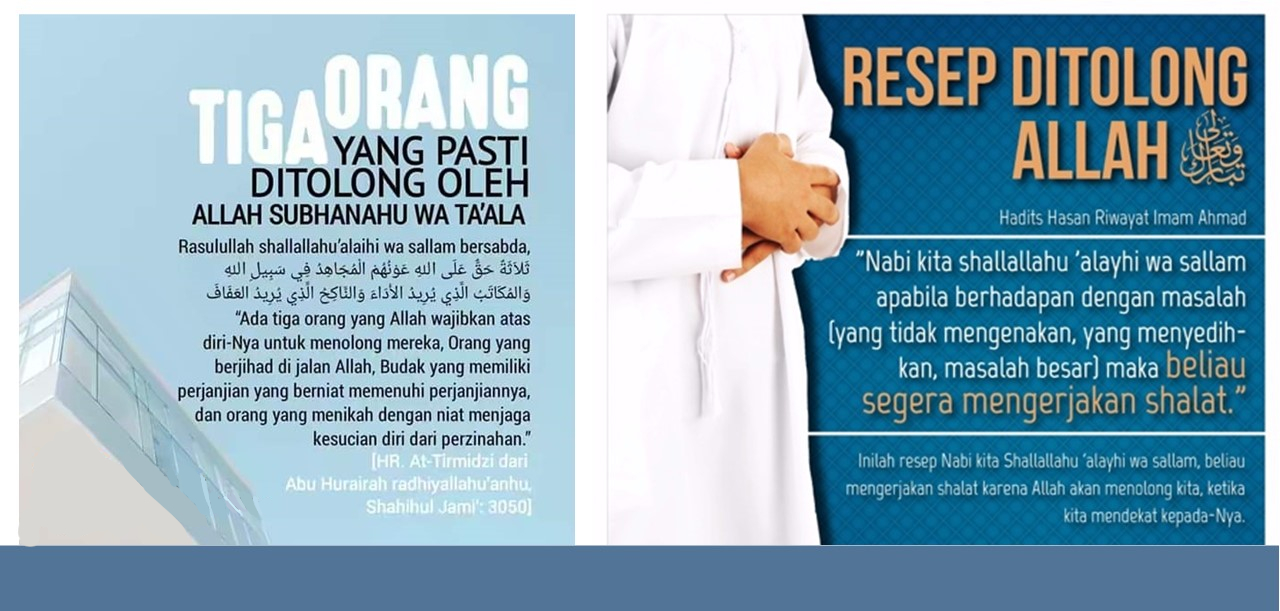 TIGA ORANG
YANG PASTI
DITOLONG OLEH
ALLAH SUBHANAHU WA TA'ALA
Rasulullah shallallahu'alaihi wa sallam bersabda,
ثَلَاثَةٌ حَقٌّ عَلَى اللهِ عَوْنُهُمْ الْمُجَاهِدُ فِي سَبِيلِ اللهِ
وَالمُكَاتَبُ الَّذِي يُرِيدُ الأَدَاءَ وَالنَّاكِحُ الَّذِي يُرِيدُ العَفَافَ
“Ada tiga orang yang Allah wajibkan atas
diri-Nya untuk menolong mereka, Orang yang
berjihad di jalan Allah, Budak yang memiliki
perjanjian yang berniat memenuhi perjanjiannya,
dan orang yang menikah dengan niat menjaga
kesucian diri dari perzinahan.”
[HR. At-Tirmidzi dari
Abu Hurairah radhiyallahu'anhu,
Shahihul Jami': 3050]
RESEP DITOLONG
ALLAH تبارك وتعالى
Hadits Hasan Riwayat Imam Ahmad
”Nabi kita shallallahu ’alayhi wa sallam
apabila berhadapan dengan masalah
(yang tidak mengenakan, yang menyedih-
kan, masalah besar) maka beliau
segera mengerjakan shalat.”
Inilah resep Nabi kita Shallallahu ‘alayhi wa sallam, beliau
mengerjakan shalat karena Allah akan menolong kita, ketika
kita mendekat kepada-Nya.